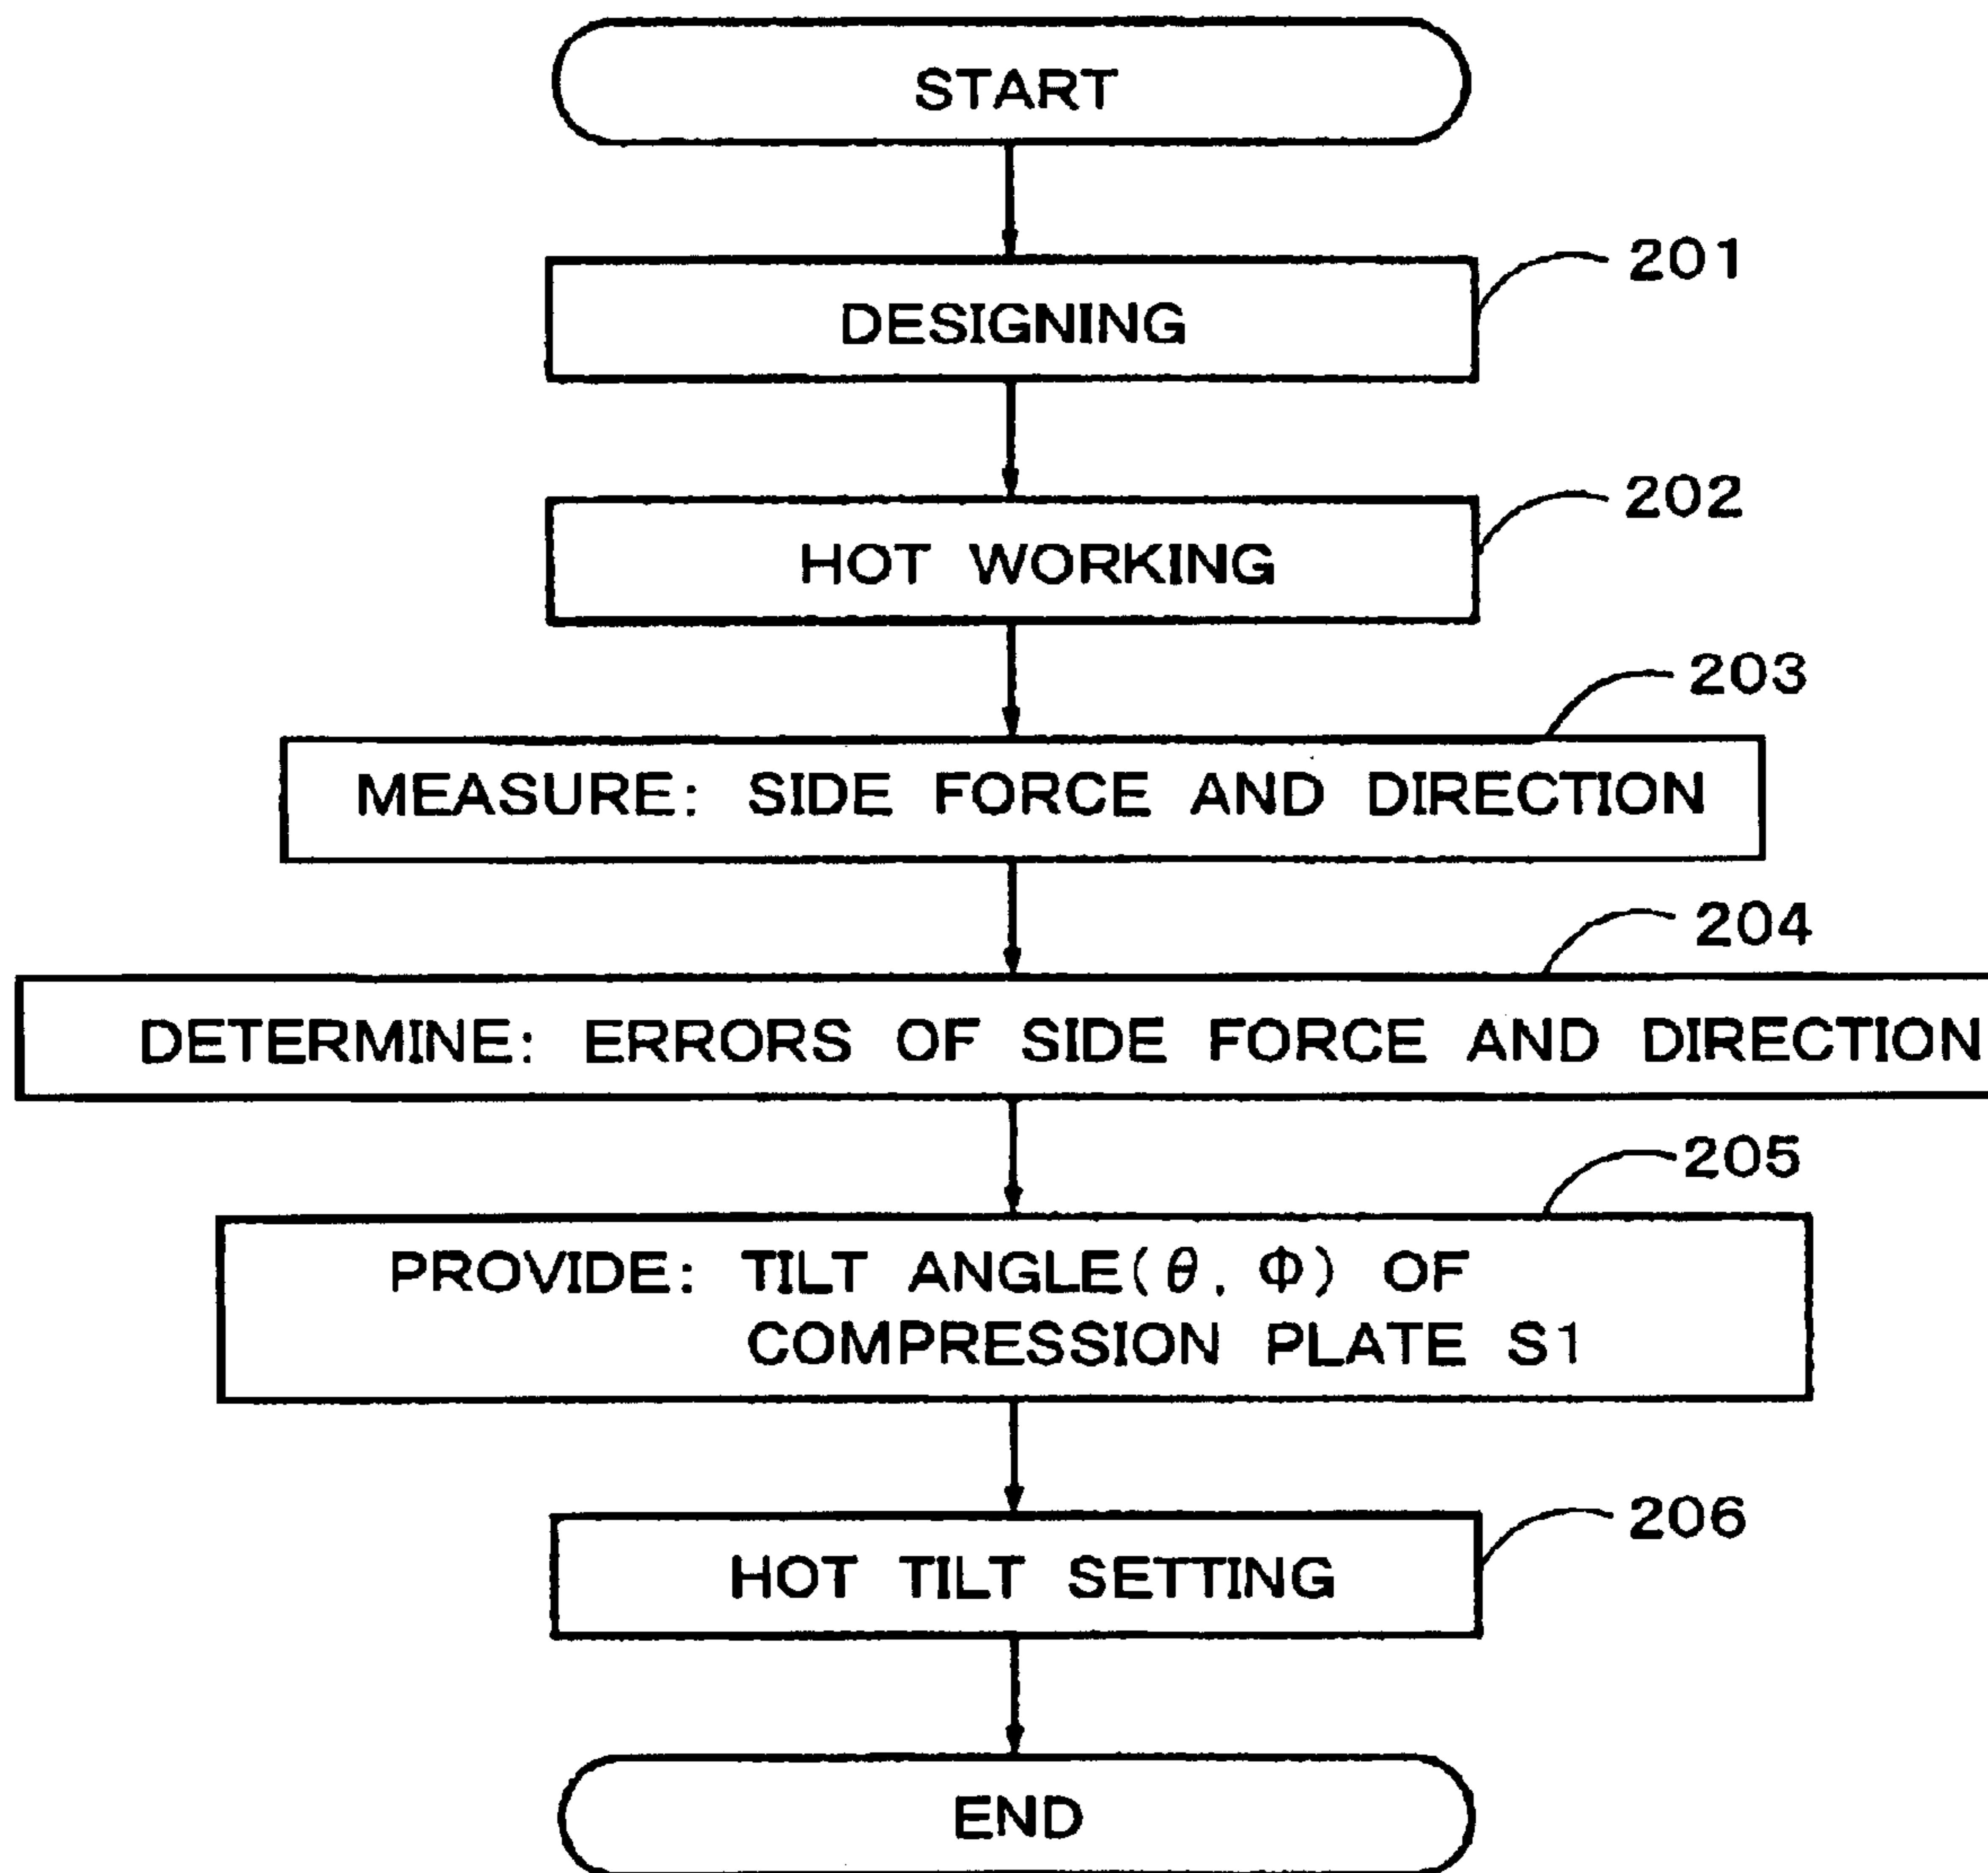 START
201
DESIGNING
202
HOT WORKING
203
MEASURE: SIDE FORCE AND DIRECTION
204
DETERMINE: ERRORS OF SIDE FORCE AND DIRECTION
205
PROVIDE: TILT ANGLE(θ, Φ) OF
COMPRESSION PLATE S1
206
HOT TILT SETTING
END